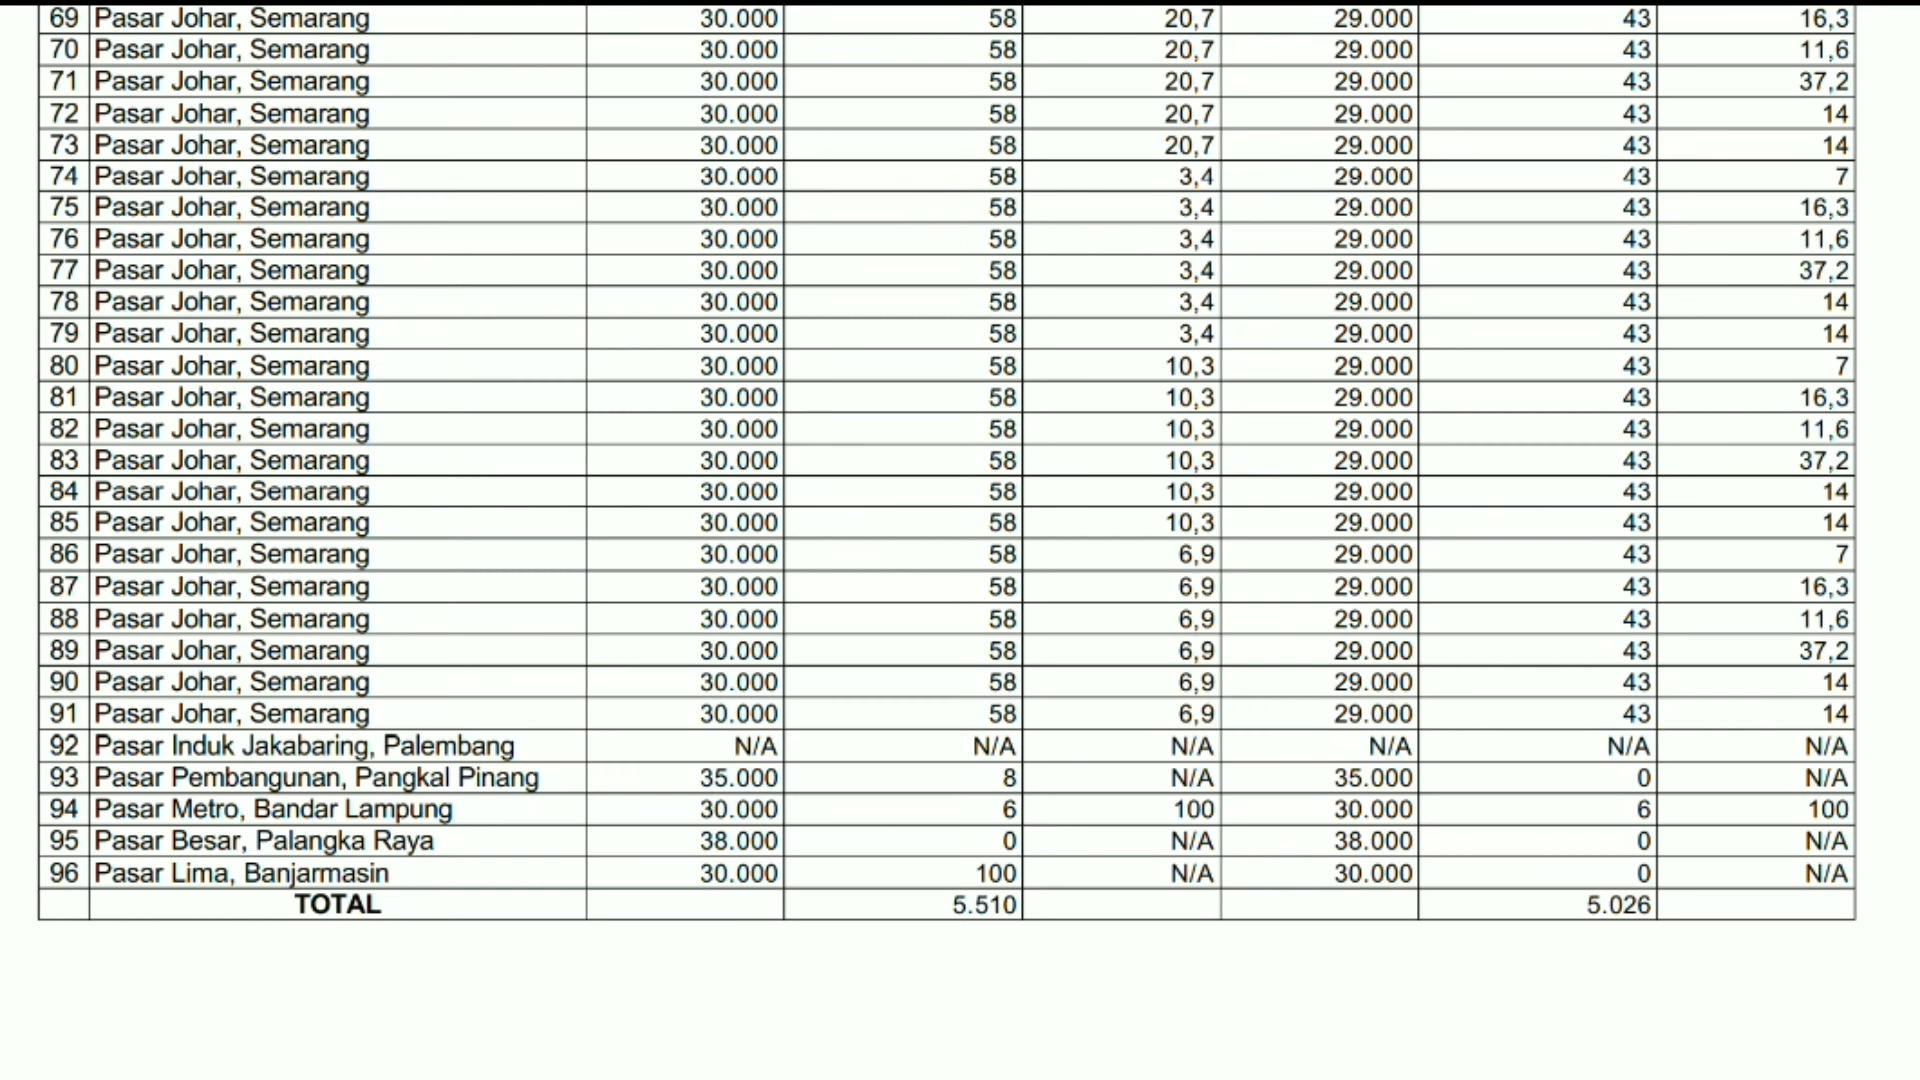 69 Pasar Johar, Semarang 30.000 58 20,7 29.000 43 16,3
70 Pasar Johar, Semarang 30.000 58 20,7 29.000 43 11,6
71 Pasar Johar, Semarang 30.000 58 20,7 29.000 43 37,2
72 Pasar Johar, Semarang 30.000 58 20,7 29.000 43 14
73 Pasar Johar, Semarang 30.000 58 20,7 29.000 43 14
74 Pasar Johar, Semarang 30.000 58 3,4 29.000 43 7
75 Pasar Johar, Semarang 30.000 58 3,4 29.000 43 16,3
76 Pasar Johar, Semarang 30.000 58 3,4 29.000 43 11,6
77 Pasar Johar, Semarang 30.000 58 3,4 29.000 43 37,2
78 Pasar Johar, Semarang 30.000 58 3,4 29.000 43 14
79 Pasar Johar, Semarang 30.000 58 3,4 29.000 43 14
80 Pasar Johar, Semarang 30.000 58 10,3 29.000 43 7
81 Pasar Johar, Semarang 30.000 58 10,3 29.000 43 16,3
82 Pasar Johar, Semarang 30.000 58 10,3 29.000 43 11,6
83 Pasar Johar, Semarang 30.000 58 10,3 29.000 43 37,2
84 Pasar Johar, Semarang 30.000 58 10,3 29.000 43 14
85 Pasar Johar, Semarang 30.000 58 10,3 29.000 43 14
86 Pasar Johar, Semarang 30.000 58 6,9 29.000 43 7
87 Pasar Johar, Semarang 30.000 58 6,9 29.000 43 16,3
88 Pasar Johar, Semarang 30.000 58 6,9 29.000 43 11,6
89 Pasar Johar, Semarang 30.000 58 6,9 29.000 43 37,2
90 Pasar Johar, Semarang 30.000 58 6,9 29.000 43 14
91 Pasar Johar, Semarang 30.000 58 6,9 29.000 43 14
92 Pasar Induk Jakabaring, Palembang N/A N/A N/A N/A N/A N/A
93 Pasar Pembangunan, Pangkal Pinang 35.000 8 N/A 35.000 0 N/A
94 Pasar Metro, Bandar Lampung 30.000 6 100 30.000 6 100
95 Pasar Besar, Palangka Raya 38.000 0 N/A 38.000 0 N/A
96 Pasar Lima, Banjarmasin 30.000 100 N/A 30.000 0 N/A
TOTAL 5.510 5.026